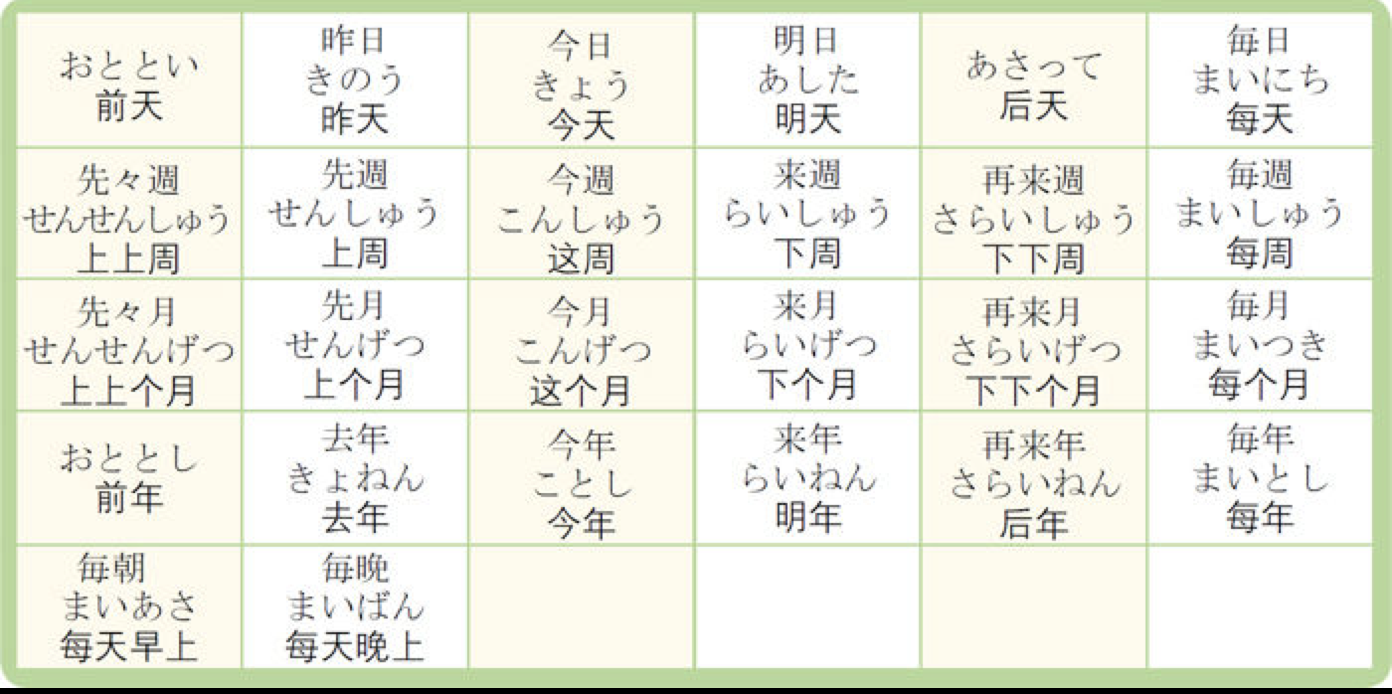 おととい
前天
昨日
きのう
昨天
今日
きょう
今天
明日
あした
明天
あさって
后天
毎日
まいにち
每天
先々週
せんせんしゅう
上上周
先週
せんしゅう
上周
今週
こんしゅう
这周
来週
らいしゅう
下周
再来週
さらいしゅう
下下周
毎週
まいしゅう
每周
先々月
せんせんげつ
上上个月
先月
せんげつ
上个月
今月
こんげつ
这个月
来月
らいげつ
下个月
再来月
さらいげつ
下下个月
毎月
まいつき
每个月
おととし
前年
去年
きょねん
去年
今年
ことし
今年
来年
らいねん
明年
再来年
さらいねん
后年
毎年
まいとし
每年
毎朝
まいあさ
每天早上
毎晩
まいばん
每天晚上